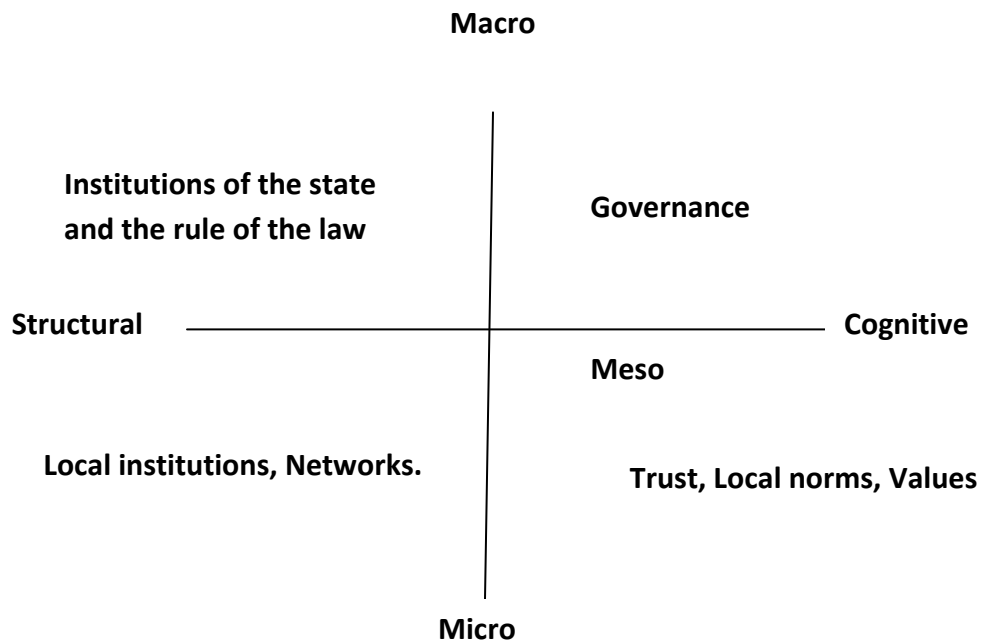 Macro
Institutions of the state
and the rule of the law
Governance
Structural
Cognitive
Meso
Local institutions, Networks.
Trust, Local norms, Values
Micro